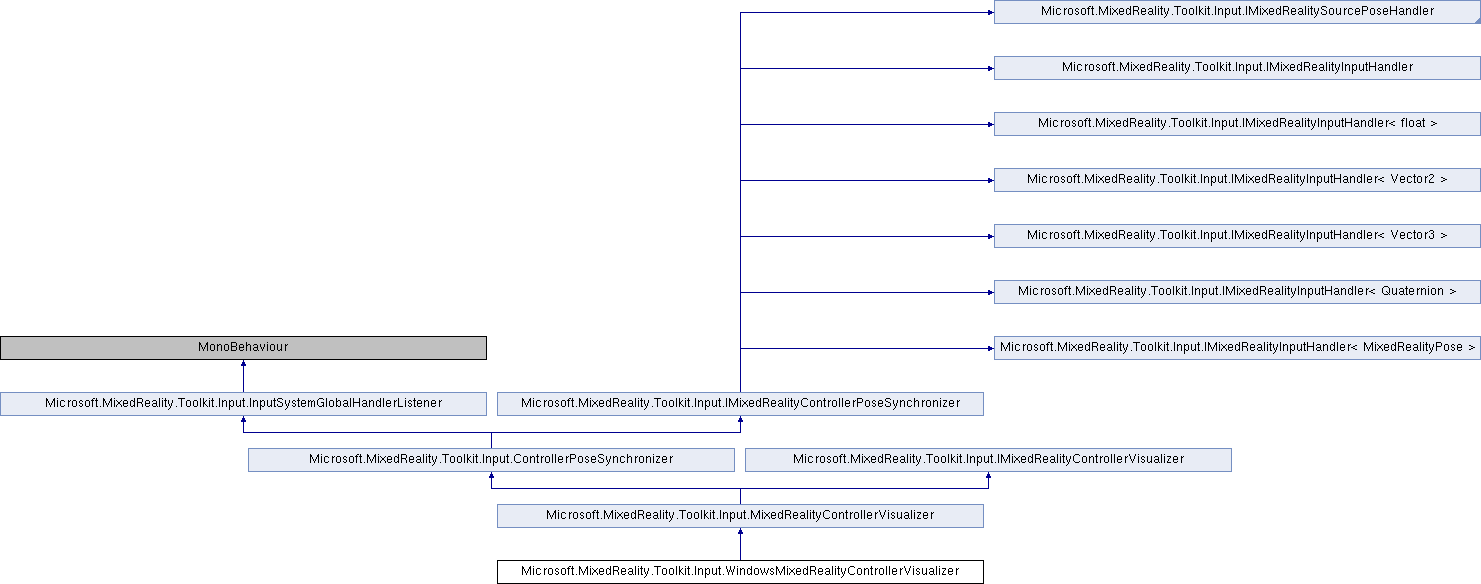 Microsoft.MixedReality.Toolkit.Input.IMixedRealitySourcePoseHandler
Microsoft.MixedReality.Toolkit.Input.IMixedRealityInputHandler
Microsoft.MixedReality.Toolkit.Input.IMixedRealityInputHandler< float >
Microsoft.MixedReality.Toolkit.Input.IMixedRealityInputHandler< Vector2 >
Microsoft.MixedReality.Toolkit.Input.IMixedRealityInputHandler< Vector3 >
Microsoft.MixedReality.Toolkit.Input.IMixedRealityInputHandler< Quaternion >
MonoBehaviour
Microsoft.MixedReality.Toolkit.Input.IMixedRealityInputHandler< MixedRealityPose >
Microsoft.MixedReality.Toolkit.Input.InputSystemGlobalHandlerListener
Microsoft.MixedReality.Toolkit.Input.IMixedRealityControllerPoseSynchronizer
Microsoft.MixedReality.Toolkit.Input.ControllerPoseSynchronizer
Microsoft.MixedReality.Toolkit.Input.IMixedRealityControllerVisualizer
Microsoft.MixedReality.Toolkit.Input.MixedRealityControllerVisualizer
Microsoft.MixedReality.Toolkit.Input.WindowsMixedRealityControllerVisualizer